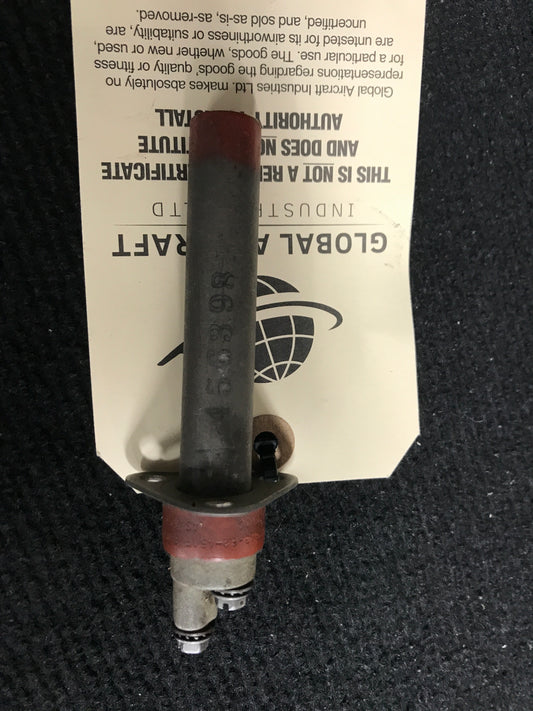 GLOBAL A RAFT
INDUSTR LTD
THIS IS NOT A RE CERTIFICATE
AND DOES NO TITUTE
AUTHORIT TALL
Global Aircraft Industries Ltd. makes absolutely no
representations regarding the goods' quality or fitness
for a particular use. The goods, whether new or used,
are untested for its airworthiness or suitability, are
uncertified, and sold as-is, as-removed.